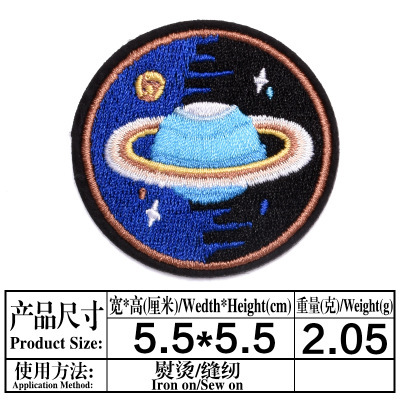 产品尺寸
Product Size:
宽*高(厘米)/Wedth*Height(cm)
重量(克)/Weight(g)
5.5*5.5
2.05
使用方法:
Application Method:
熨烫/缝纫
Iron on/Sew on